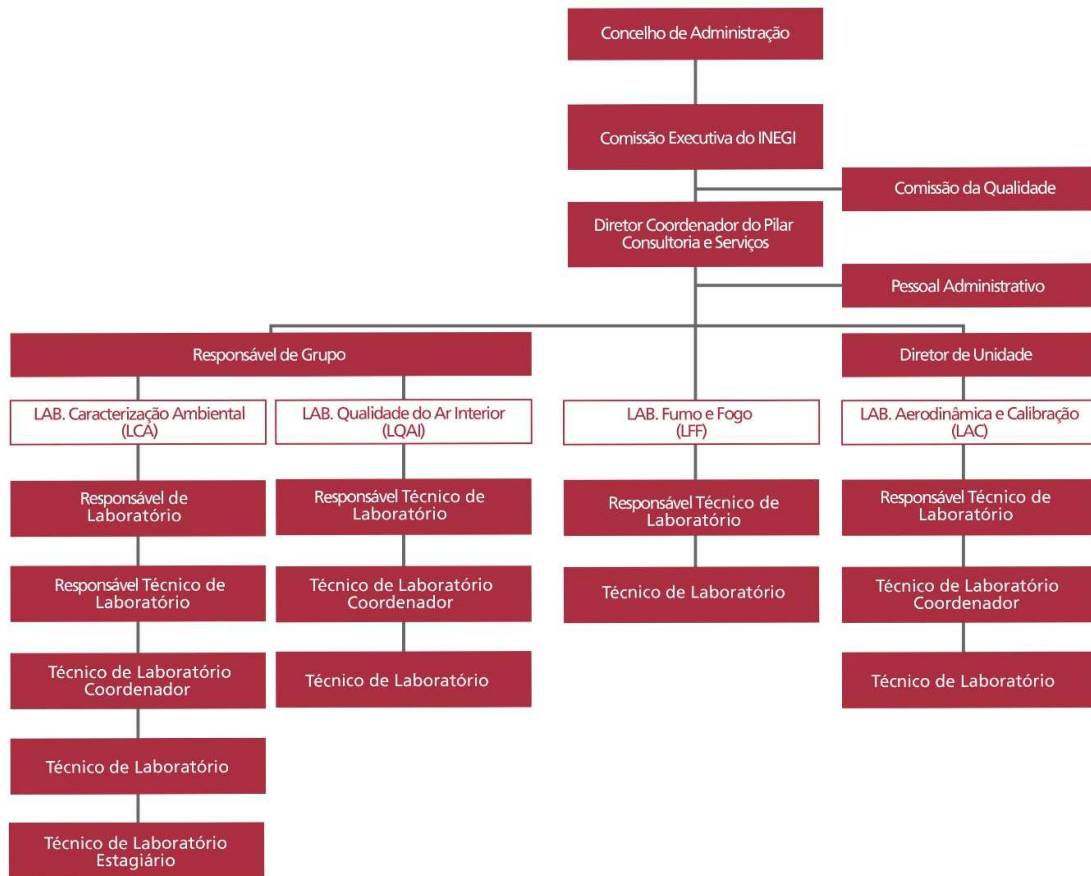 Concelho de Administração
Comissão Executiva do INEGI
Comissão da Qualidade
Diretor Coordenador do Pilar
Consultoria e Serviços
Pessoal Administrativo
Responsável de Grupo
Diretor de Unidade
LAB. Caracterização Ambiental
(LCA)
LAB. Qualidade do Ar Interior
(LQAI)
LAB. Fumo e Fogo
(LFF)
LAB. Aerodinâmica e Calibração
(LAC)
Responsável de
Laboratório
Responsável Técnico de
Laboratório
Responsável Técnico de
Laboratório
Responsável Técnico de
Laboratório
Responsável Técnico de
Laboratório
Técnico de Laboratório
Coordenador
Técnico de Laboratório
Técnico de Laboratório
Coordenador
Técnico de Laboratório
Coordenador
Técnico de Laboratório
Técnico de Laboratório
Técnico de Laboratório
Técnico de Laboratório
Estagiário